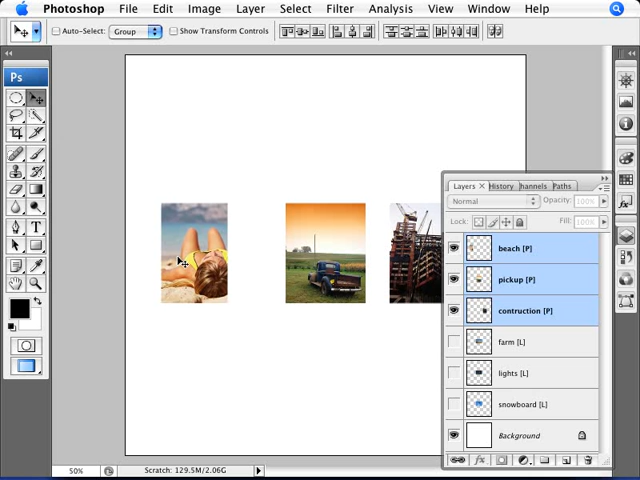 Photoshop File Edit Image Layer Select Filter Analysis View Window Help
Auto-Select: Group Show Transform Controls
Ps
Layers × History hannels Paths
Normal Opacity: 100%
Lock: Fill: 100%
beach [P]
pickup [P]
contruction [P]
farm [L]
lights [L]
snowboard [L]
Background
50% Scratch: 129.5M/2.06G